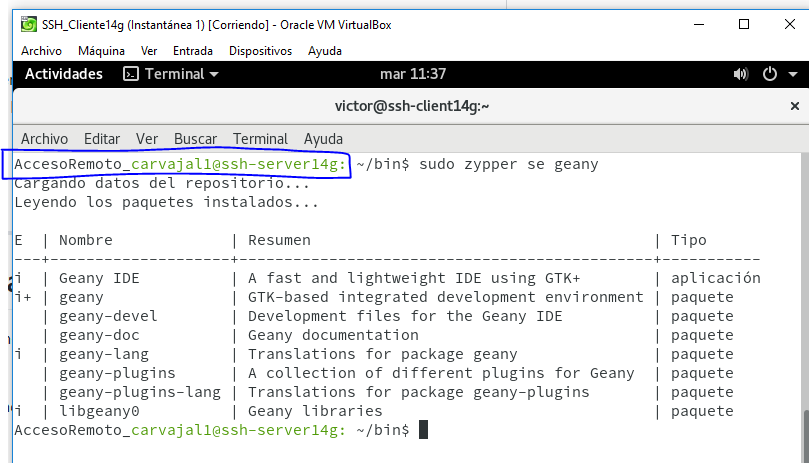 SSH_Cliente14g (Instantánea 1) [Corriendo] - Oracle VM VirtualBox
Archivo Máquina Ver Entrada Dispositivos Ayuda
Actividades Terminal mar 11:37
victor@ssh-client14g:~
Archivo Editar Ver Buscar Terminal Ayuda
AccesoRemoto_carvajal1@ssh-server14g: ~/bin$ sudo zypper se geany
Cargando datos del repositorio...
Leyendo los paquetes instalados...
E | Nombre | Resumen | Tipo
---+--------------------+--------------------------------------------+-----------
i | Geany IDE | A fast and lightweight IDE using GTK+ | aplicación
i+ | geany | GTK-based integrated development environment | paquete
| geany-devel | Development files for the Geany IDE | paquete
| geany-doc | Geany documentation | paquete
i | geany-lang | Translations for package geany | paquete
| geany-plugins | A collection of different plugins for Geany | paquete
| geany-plugins-lang | Translations for package geany-plugins | paquete
i | libgeany0 | Geany libraries | paquete
AccesoRemoto_carvajal1@ssh-server14g: ~/bin$